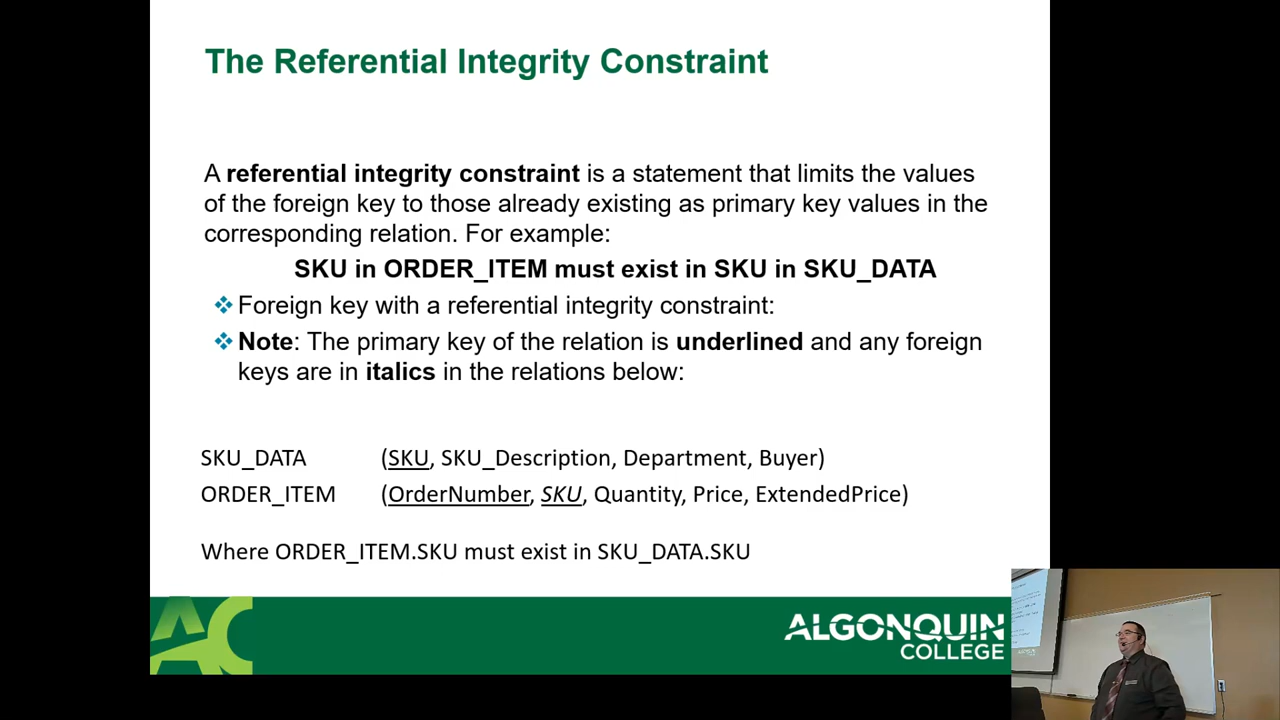 The Referential Integrity Constraint
A referential integrity constraint is a statement that limits the values
of the foreign key to those already existing as primary key values in the
corresponding relation. For example:
SKU in ORDER_ITEM must exist in SKU in SKU_DATA
❖ Foreign key with a referential integrity constraint:
❖ Note: The primary key of the relation is underlined and any foreign
keys are in italics in the relations below:
SKU_DATA (SKU, SKU_Description, Department, Buyer)
ORDER_ITEM (OrderNumber, SKU, Quantity, Price, ExtendedPrice)
Where ORDER_ITEM.SKU must exist in SKU_DATA.SKU
AC
ALGONQUIN
COLLEGE